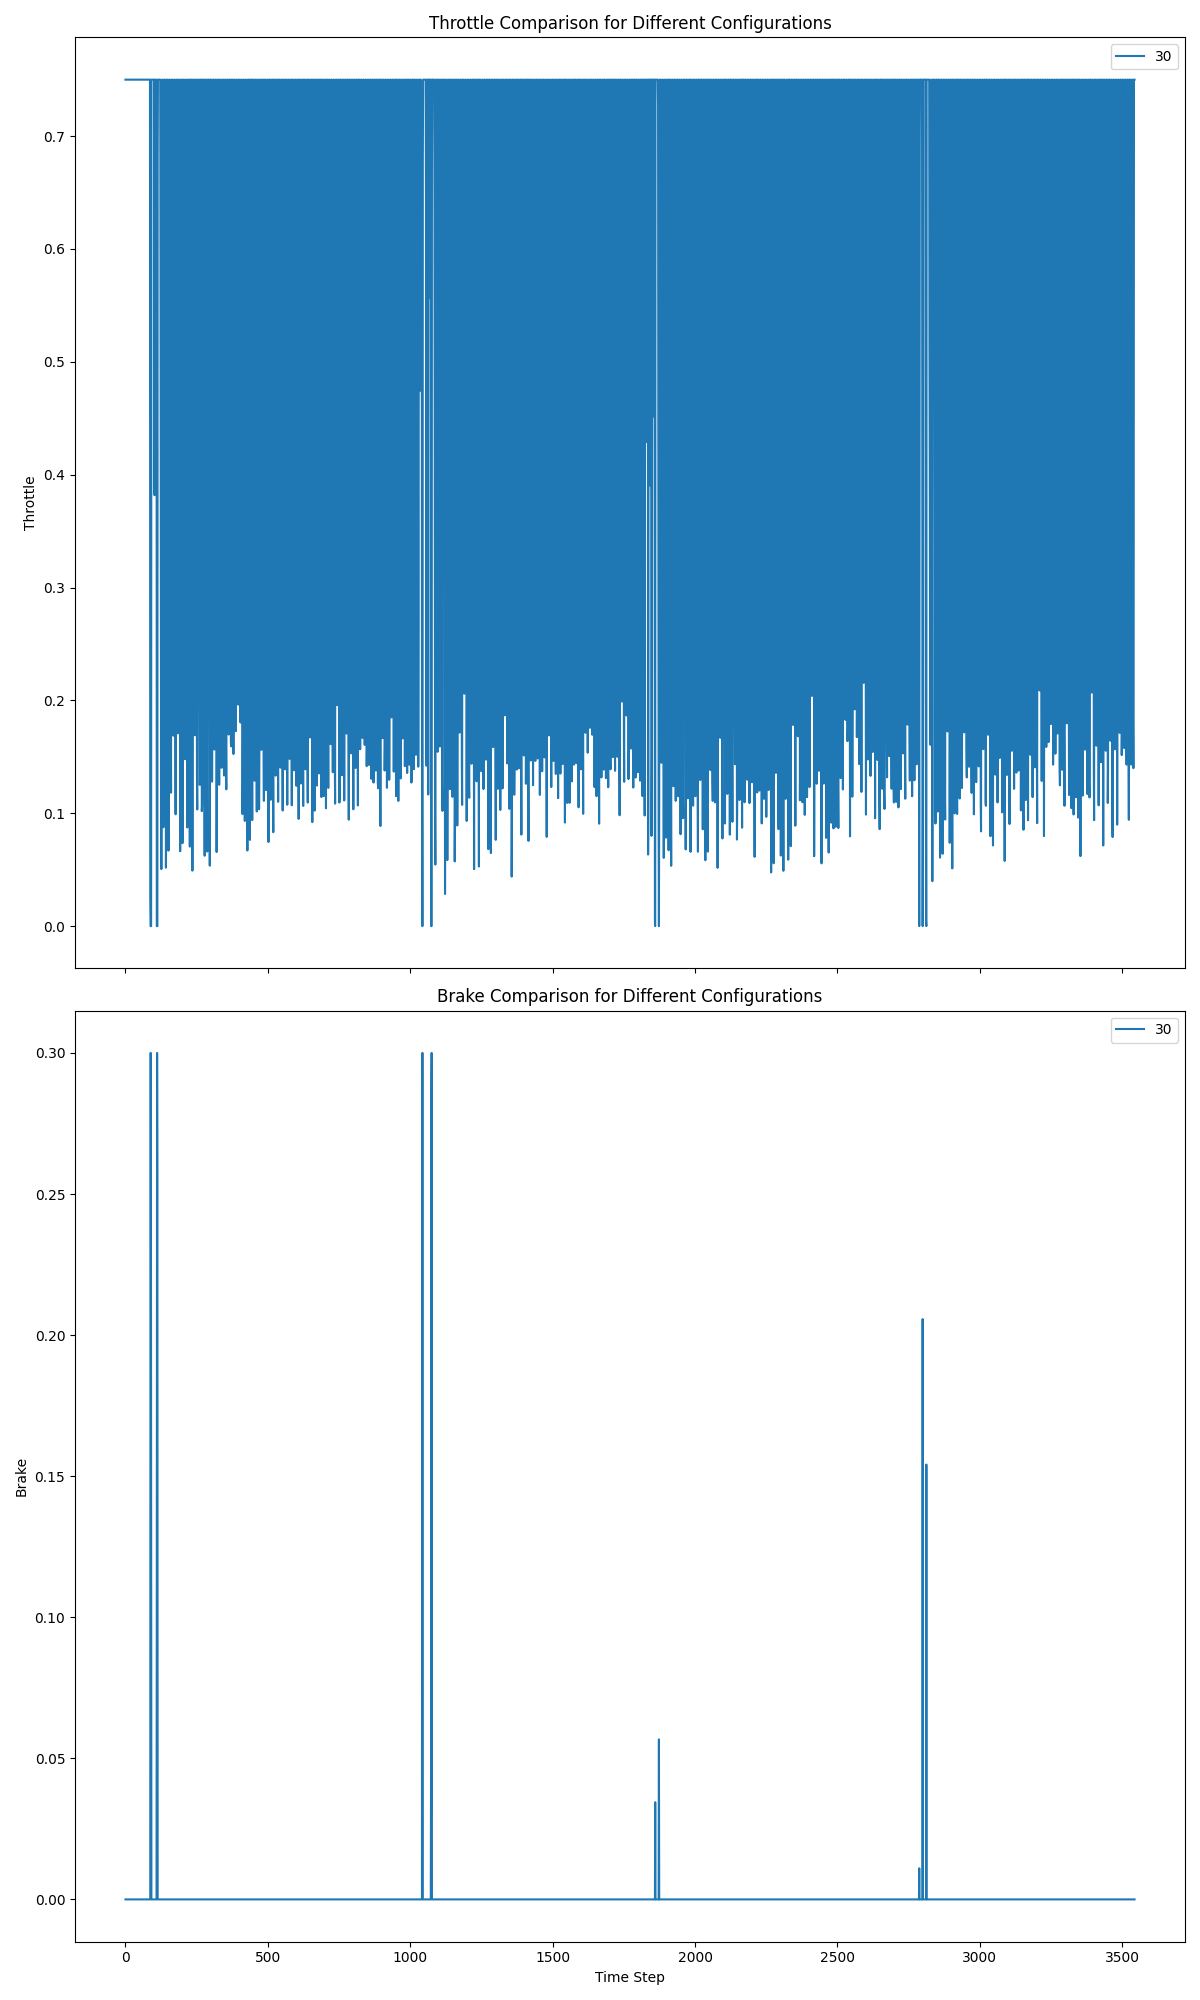 Throttle Comparison for Different Configurations
30
0.7
0.6
0.5
0.4
0.3
0.2
0.1
0.0
Throttle
Brake Comparison for Different Configurations
30
0.30
0.25
0.20
0.15
0.10
0.05
0.00
Brake
0 500 1000 1500 2000 2500 3000 3500
Time Step